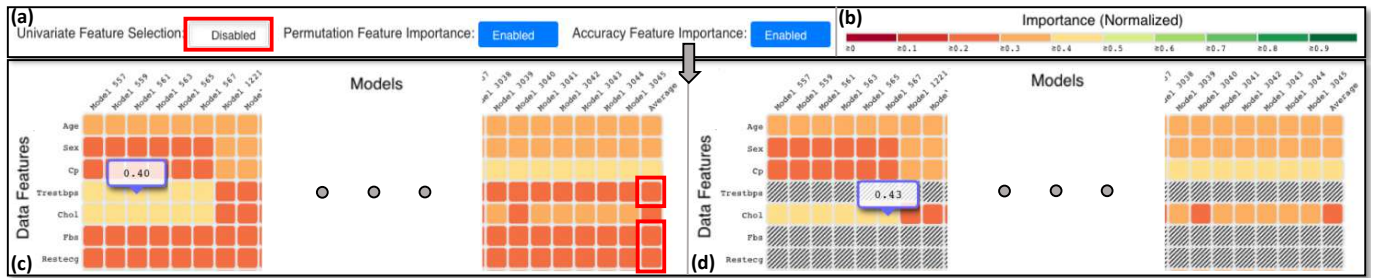 (a)
Univariate Feature Selection: Disabled Permutation Feature Importance: Enabled Accuracy Feature Importance: Enabled
(b)
Importance (Normalized)
≥0 ≥0.1 ≥0.2 ≥0.3 ≥0.4 ≥0.5 ≥0.6 ≥0.7 ≥0.8 ≥0.9
Models
Model 557 Model 559 Model 561 Model 563 Model 565 Model 567 Model 1221 Model
Model 3038 Model 3039 Model 3040 Model 3041 Model 3042 Model 3043 Model 3044 Model 3045 Average
Data Features
Age
Sex
Cp
0.40
Trestbps
Chol
Fbs
Restecg
(c)
Models
Model 557 Model 559 Model 561 Model 563 Model 565 Model 567 Model 1221 Model
Model 3038 Model 3039 Model 3040 Model 3041 Model 3042 Model 3043 Model 3044 Model 3045 Average
Data Features
Age
Sex
Cp
Trestbps
0.43
Chol
Fbs
Restecg
(d)